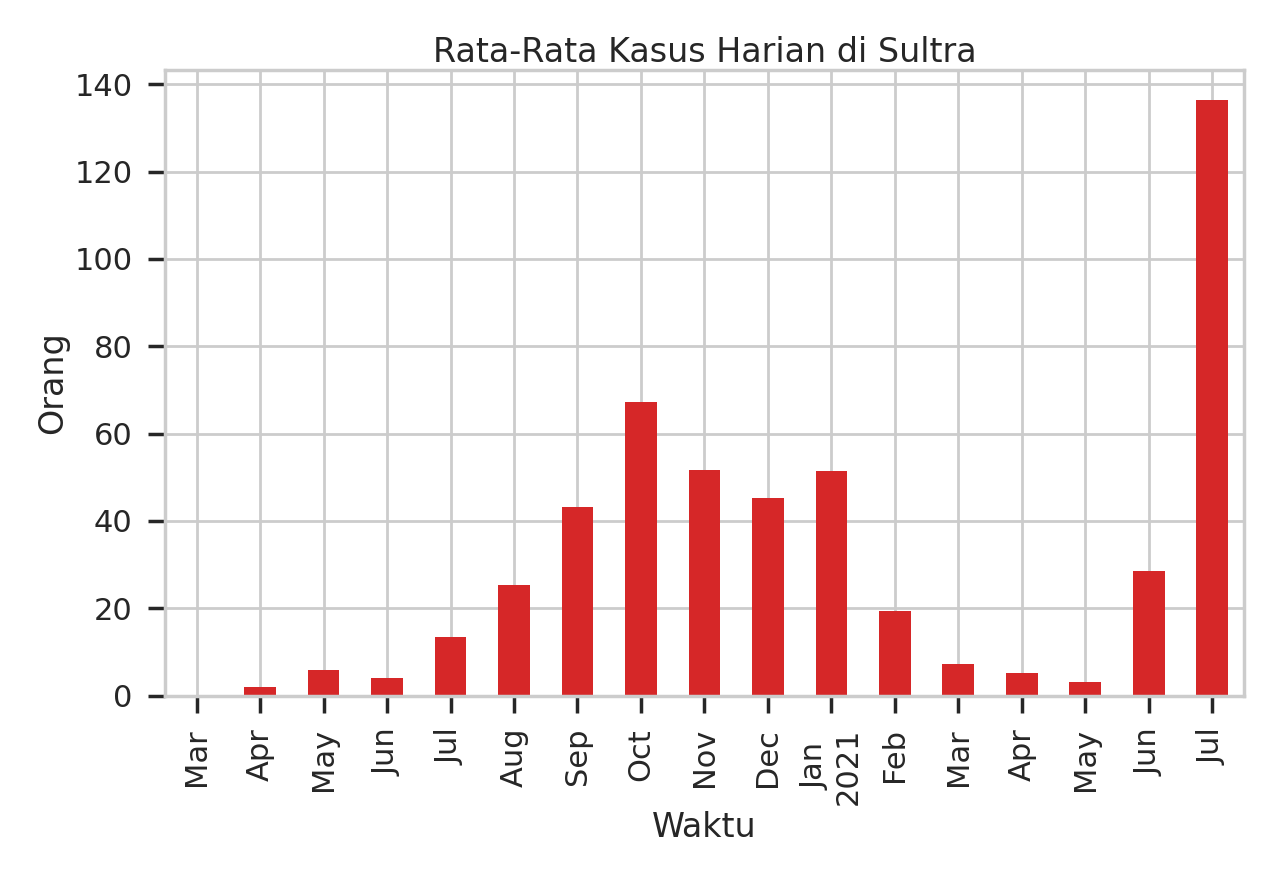 Rata-Rata Kasus Harian di Sultra
140
120
100
80
60
40
20
0
Orang
Mar
Apr
May
Jun
Jul
Aug
Sep
Oct
Nov
Dec
Jan
2021
Feb
Mar
Apr
May
Jun
Jul
Waktu